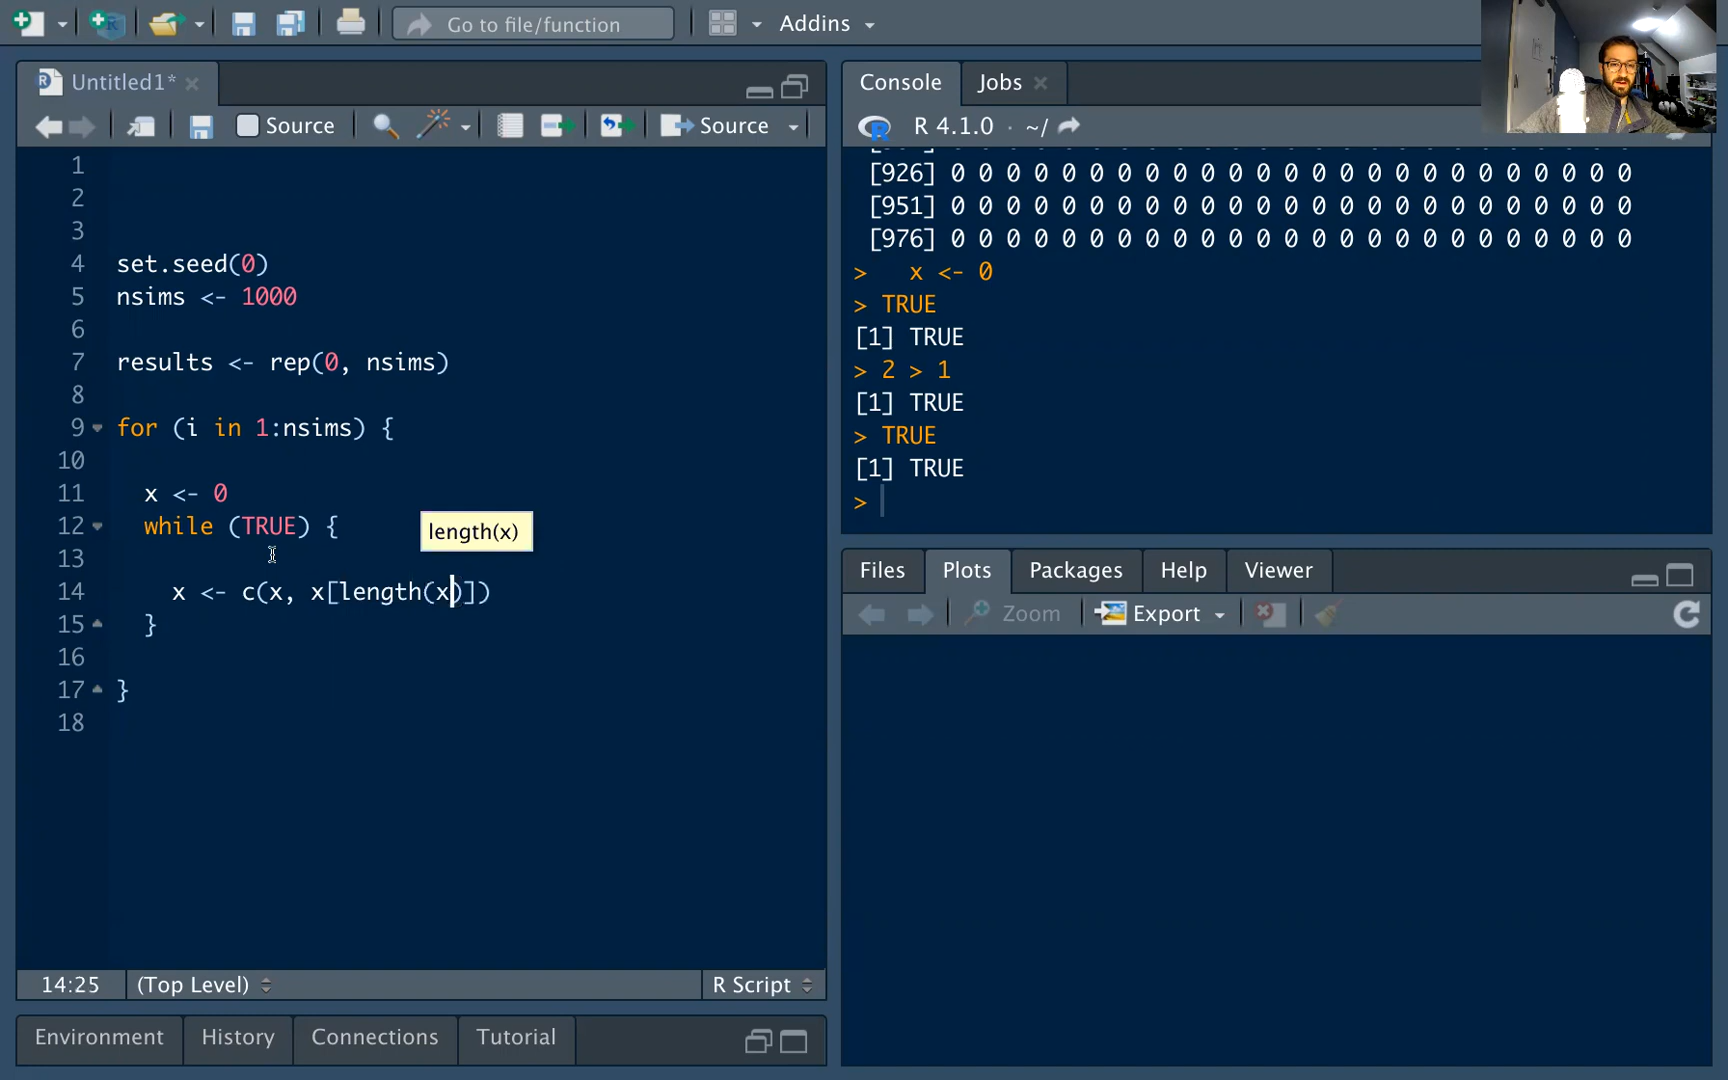 Go to file/function
Addins
Untitled1*
Source
Source
1
2
3
4 set.seed(0)
5 nsims <- 1000
6
7 results <- rep(0, nsims)
8
9 for (i in 1:nsims) {
10
11 x <- 0
12 while (TRUE) {
length(x)
13
14 x <- c(x, x[length(x)])
15 }
16
17 }
18
14:25 (Top Level) R Script
Environment History Connections Tutorial
Console Jobs
R 4.1.0 · ~/
[926] 0 0 0 0 0 0 0 0 0 0 0 0 0 0 0 0 0 0 0 0 0 0 0 0 0
[951] 0 0 0 0 0 0 0 0 0 0 0 0 0 0 0 0 0 0 0 0 0 0 0 0 0
[976] 0 0 0 0 0 0 0 0 0 0 0 0 0 0 0 0 0 0 0 0 0 0 0 0 0
> x <- 0
> TRUE
[1] TRUE
> 2 > 1
[1] TRUE
> TRUE
[1] TRUE
>
Files Plots Packages Help Viewer
Zoom Export